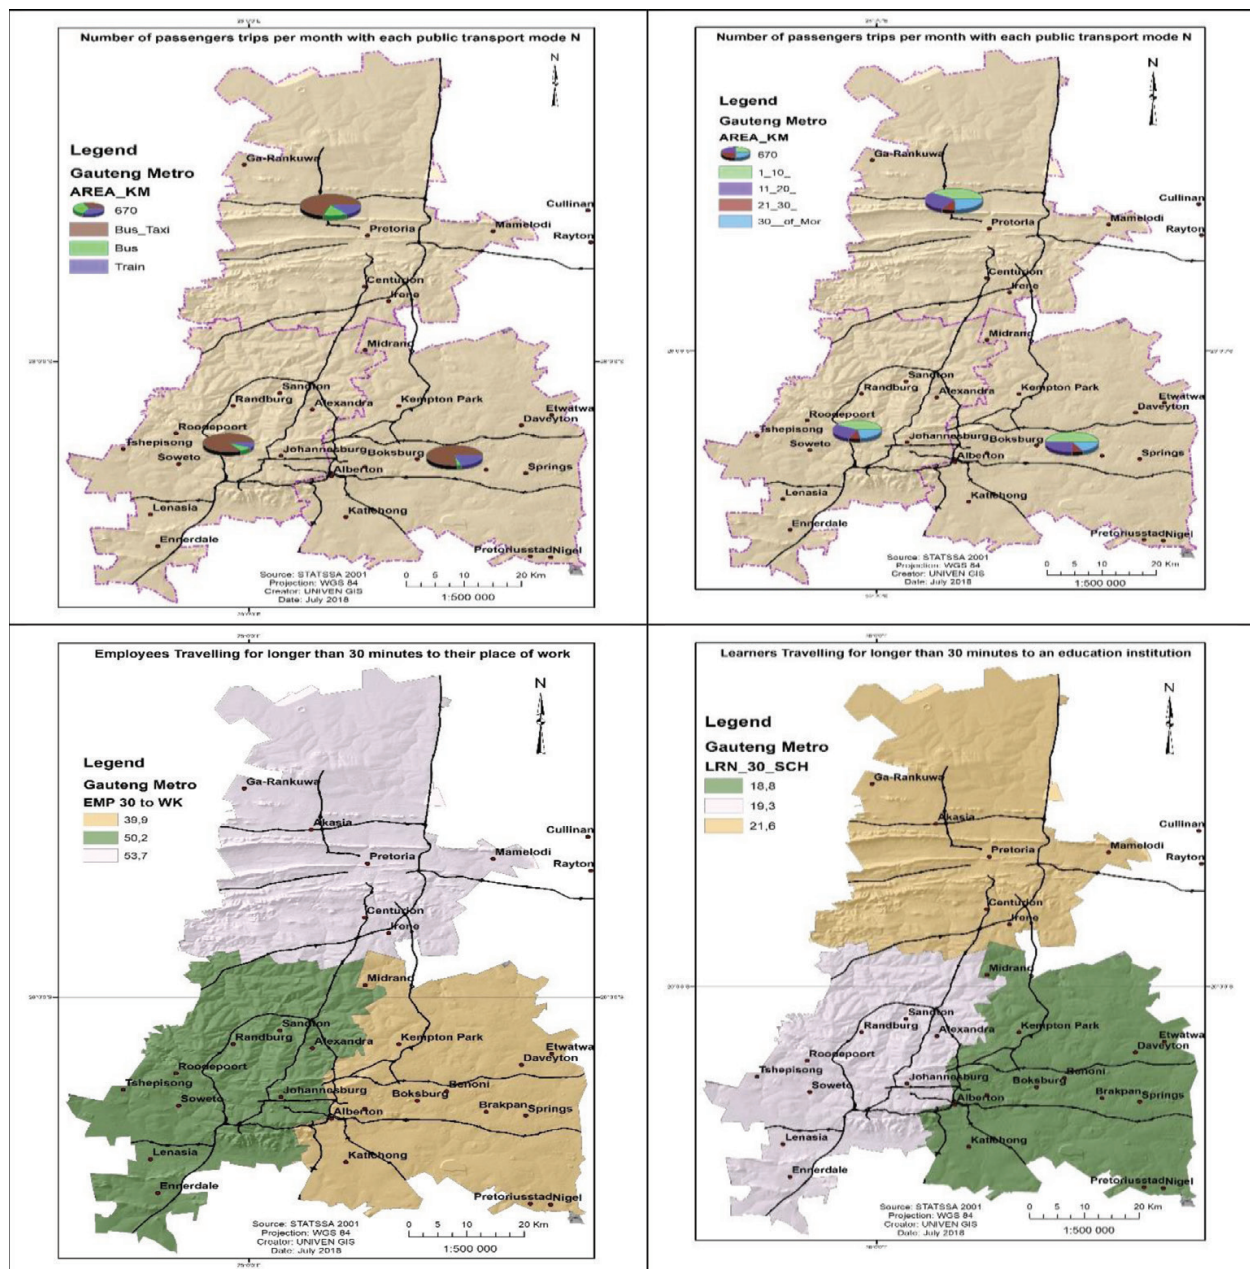 Number of passengers trips per month with each public transport mode N
N
Legend
Gauteng Metro
AREA_KM
670
Bus_Taxi
Bus
Train
Ga-Rankuwa
Cullinan
Mamelodi
Rayton
Pretoria
Centurion
Irene
Midrand
Sandton
Randburg
Alexandra
Kempton Park
Etwatwa
Daveyton
Roodepoort
Tshepisong
Johannesburg
Boksburg
Soweto
Alberton
Springs
Lenasia
Katlehong
Ennerdale
Pretoriusstad
Nigel
Source: STATSSA 2001
Projection: WGS 84
Creator: UNIVEN GIS
Date: July 2018
0 5 10 20 Km
1:500 000
Number of passengers trips per month with each public transport mode N
N
Legend
Gauteng Metro
AREA_KM
670
1_10_
11_20_
21_30_
30__of_Mor
Ga-Rankuwa
Cullinan
Mamelodi
Rayton
Pretoria
Centurion
Irene
Midrand
Sandton
Randburg
Alexandra
Kempton Park
Etwatwa
Daveyton
Roodepoort
Tshepisong
Johannesburg
Boksburg
Soweto
Alberton
Springs
Lenasia
Katlehong
Ennerdale
Pretoriusstad
Nigel
Source: STATSSA 2001
Projection: WGS 84
Creator: UNIVEN GIS
Date: July 2018
0 5 10 20 Km
1:500 000
Employees Travelling for longer than 30 minutes to their place of work
N
Legend
Gauteng Metro
EMP 30 to WK
39,9
50,2
53,7
Ga-Rankuwa
Akasia
Cullinan
Mamelodi
Rayton
Pretoria
Centurion
Irene
Midrand
Sandton
Randburg
Alexandra
Kempton Park
Etwatwa
Daveyton
Roodepoort
Tshepisong
Johannesburg
Benoni
Boksburg
Soweto
Alberton
Brakpan
Springs
Lenasia
Katlehong
Ennerdale
Pretoriusstad
Nigel
Source: STATSSA 2001
Projection: WGS 84
Creator: UNIVEN GIS
Date: July 2018
0 5 10 20 Km
1:500 000
Learners Travelling for longer than 30 minutes to an education institution
N
Legend
Gauteng Metro
LRN_30_SCH
18,8
19,3
21,6
Ga-Rankuwa
Akasia
Cullinan
Mamelodi
Rayton
Pretoria
Centurion
Irene
Midrand
Sandton
Randburg
Alexandra
Kempton Park
Etwatwa
Daveyton
Roodepoort
Tshepisong
Johannesburg
Benoni
Boksburg
Soweto
Alberton
Brakpan
Springs
Lenasia
Katlehong
Ennerdale
Pretoriusstad
Nigel
Source: STATSSA 2001
Projection: WGS 84
Creator: UNIVEN GIS
Date: July 2018
0 5 10 20 Km
1:500 000